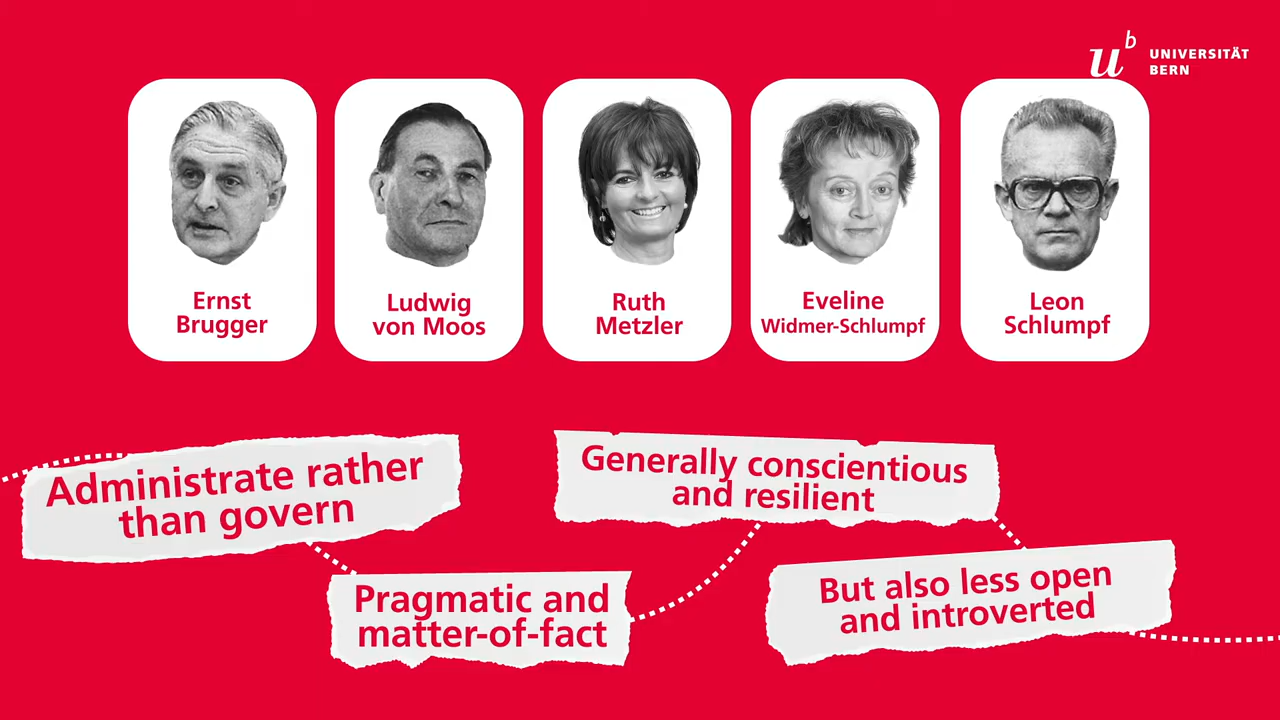 u b
UNIVERSITÄT
BERN
Ernst
Brugger
Ludwig
von Moos
Ruth
Metzler
Eveline
Widmer-Schlumpf
Leon
Schlumpf
Administrate rather
than govern
Generally conscientious
and resilient
Pragmatic and
matter-of-fact
But also less open
and introverted